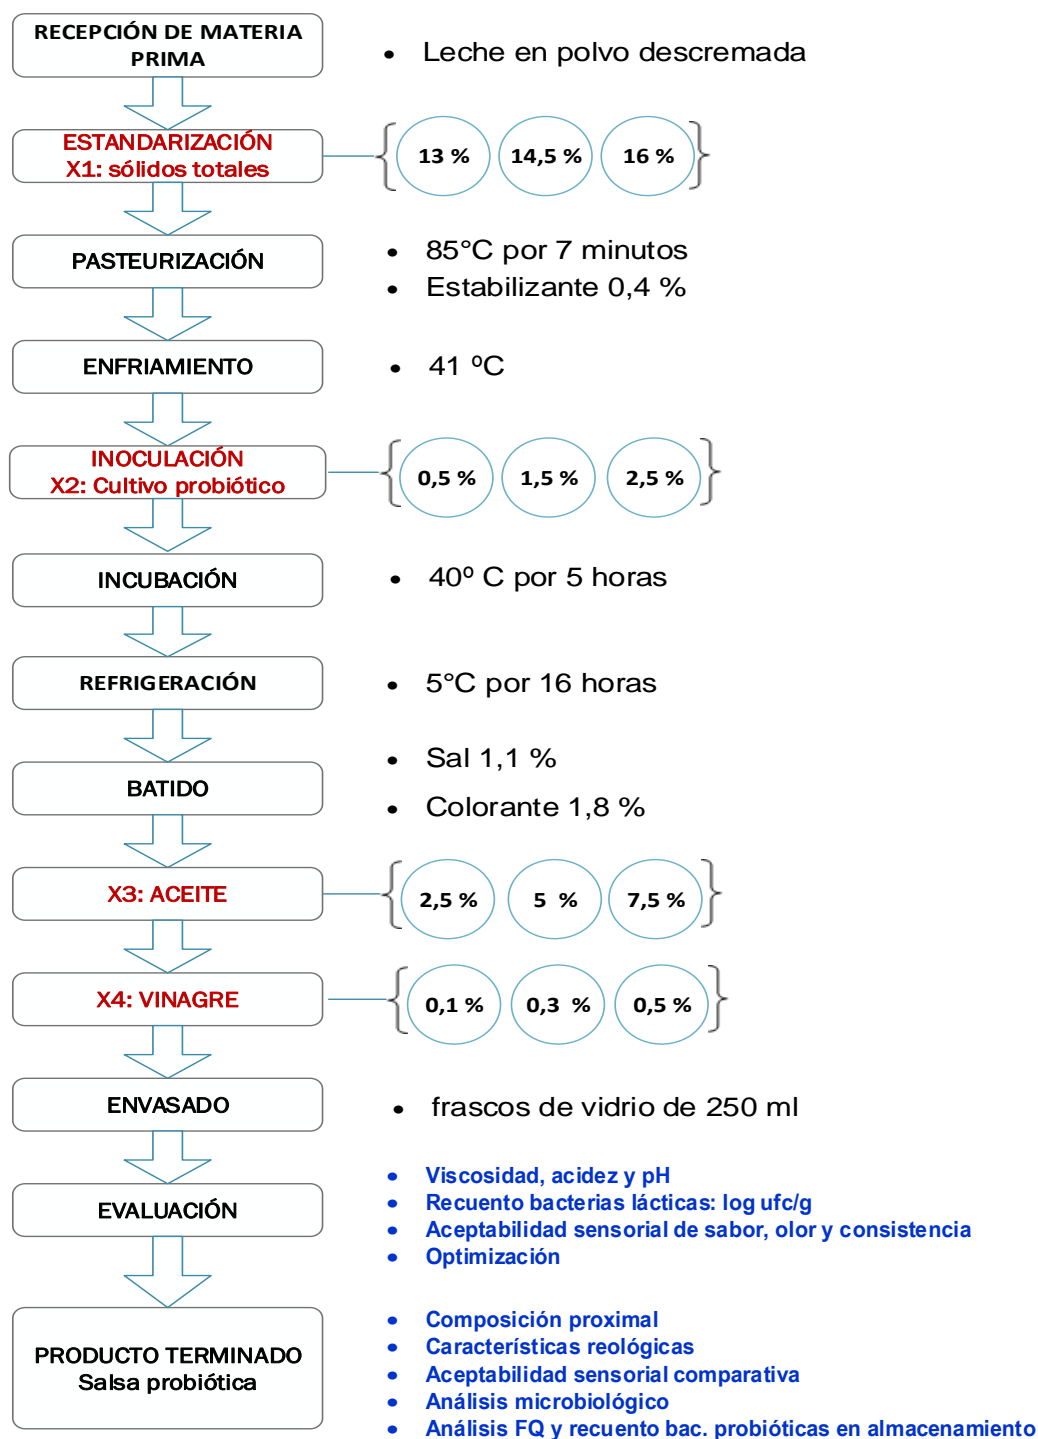 RECEPCIÓN DE MATERIA
PRIMA
• Leche en polvo descremada
ESTANDARIZACIÓN
X1: sólidos totales
13 % 14,5 % 16 %
PASTEURIZACIÓN
• 85°C por 7 minutos
• Estabilizante 0,4 %
ENFRIAMIENTO
• 41 ºC
INOCULACIÓN
X2: Cultivo probiótico
0,5 % 1,5 % 2,5 %
INCUBACIÓN
• 40º C por 5 horas
REFRIGERACIÓN
• 5°C por 16 horas
BATIDO
• Sal 1,1 %
• Colorante 1,8 %
X3: ACEITE
2,5 % 5 % 7,5 %
X4: VINAGRE
0,1 % 0,3 % 0,5 %
ENVASADO
• frascos de vidrio de 250 ml
EVALUACIÓN
• Viscosidad, acidez y pH
• Recuento bacterias lácticas: log ufc/g
• Aceptabilidad sensorial de sabor, olor y consistencia
• Optimización
PRODUCTO TERMINADO
Salsa probiótica
• Composición proximal
• Características reológicas
• Aceptabilidad sensorial comparativa
• Análisis microbiológico
• Análisis FQ y recuento bac. probióticas en almacenamiento